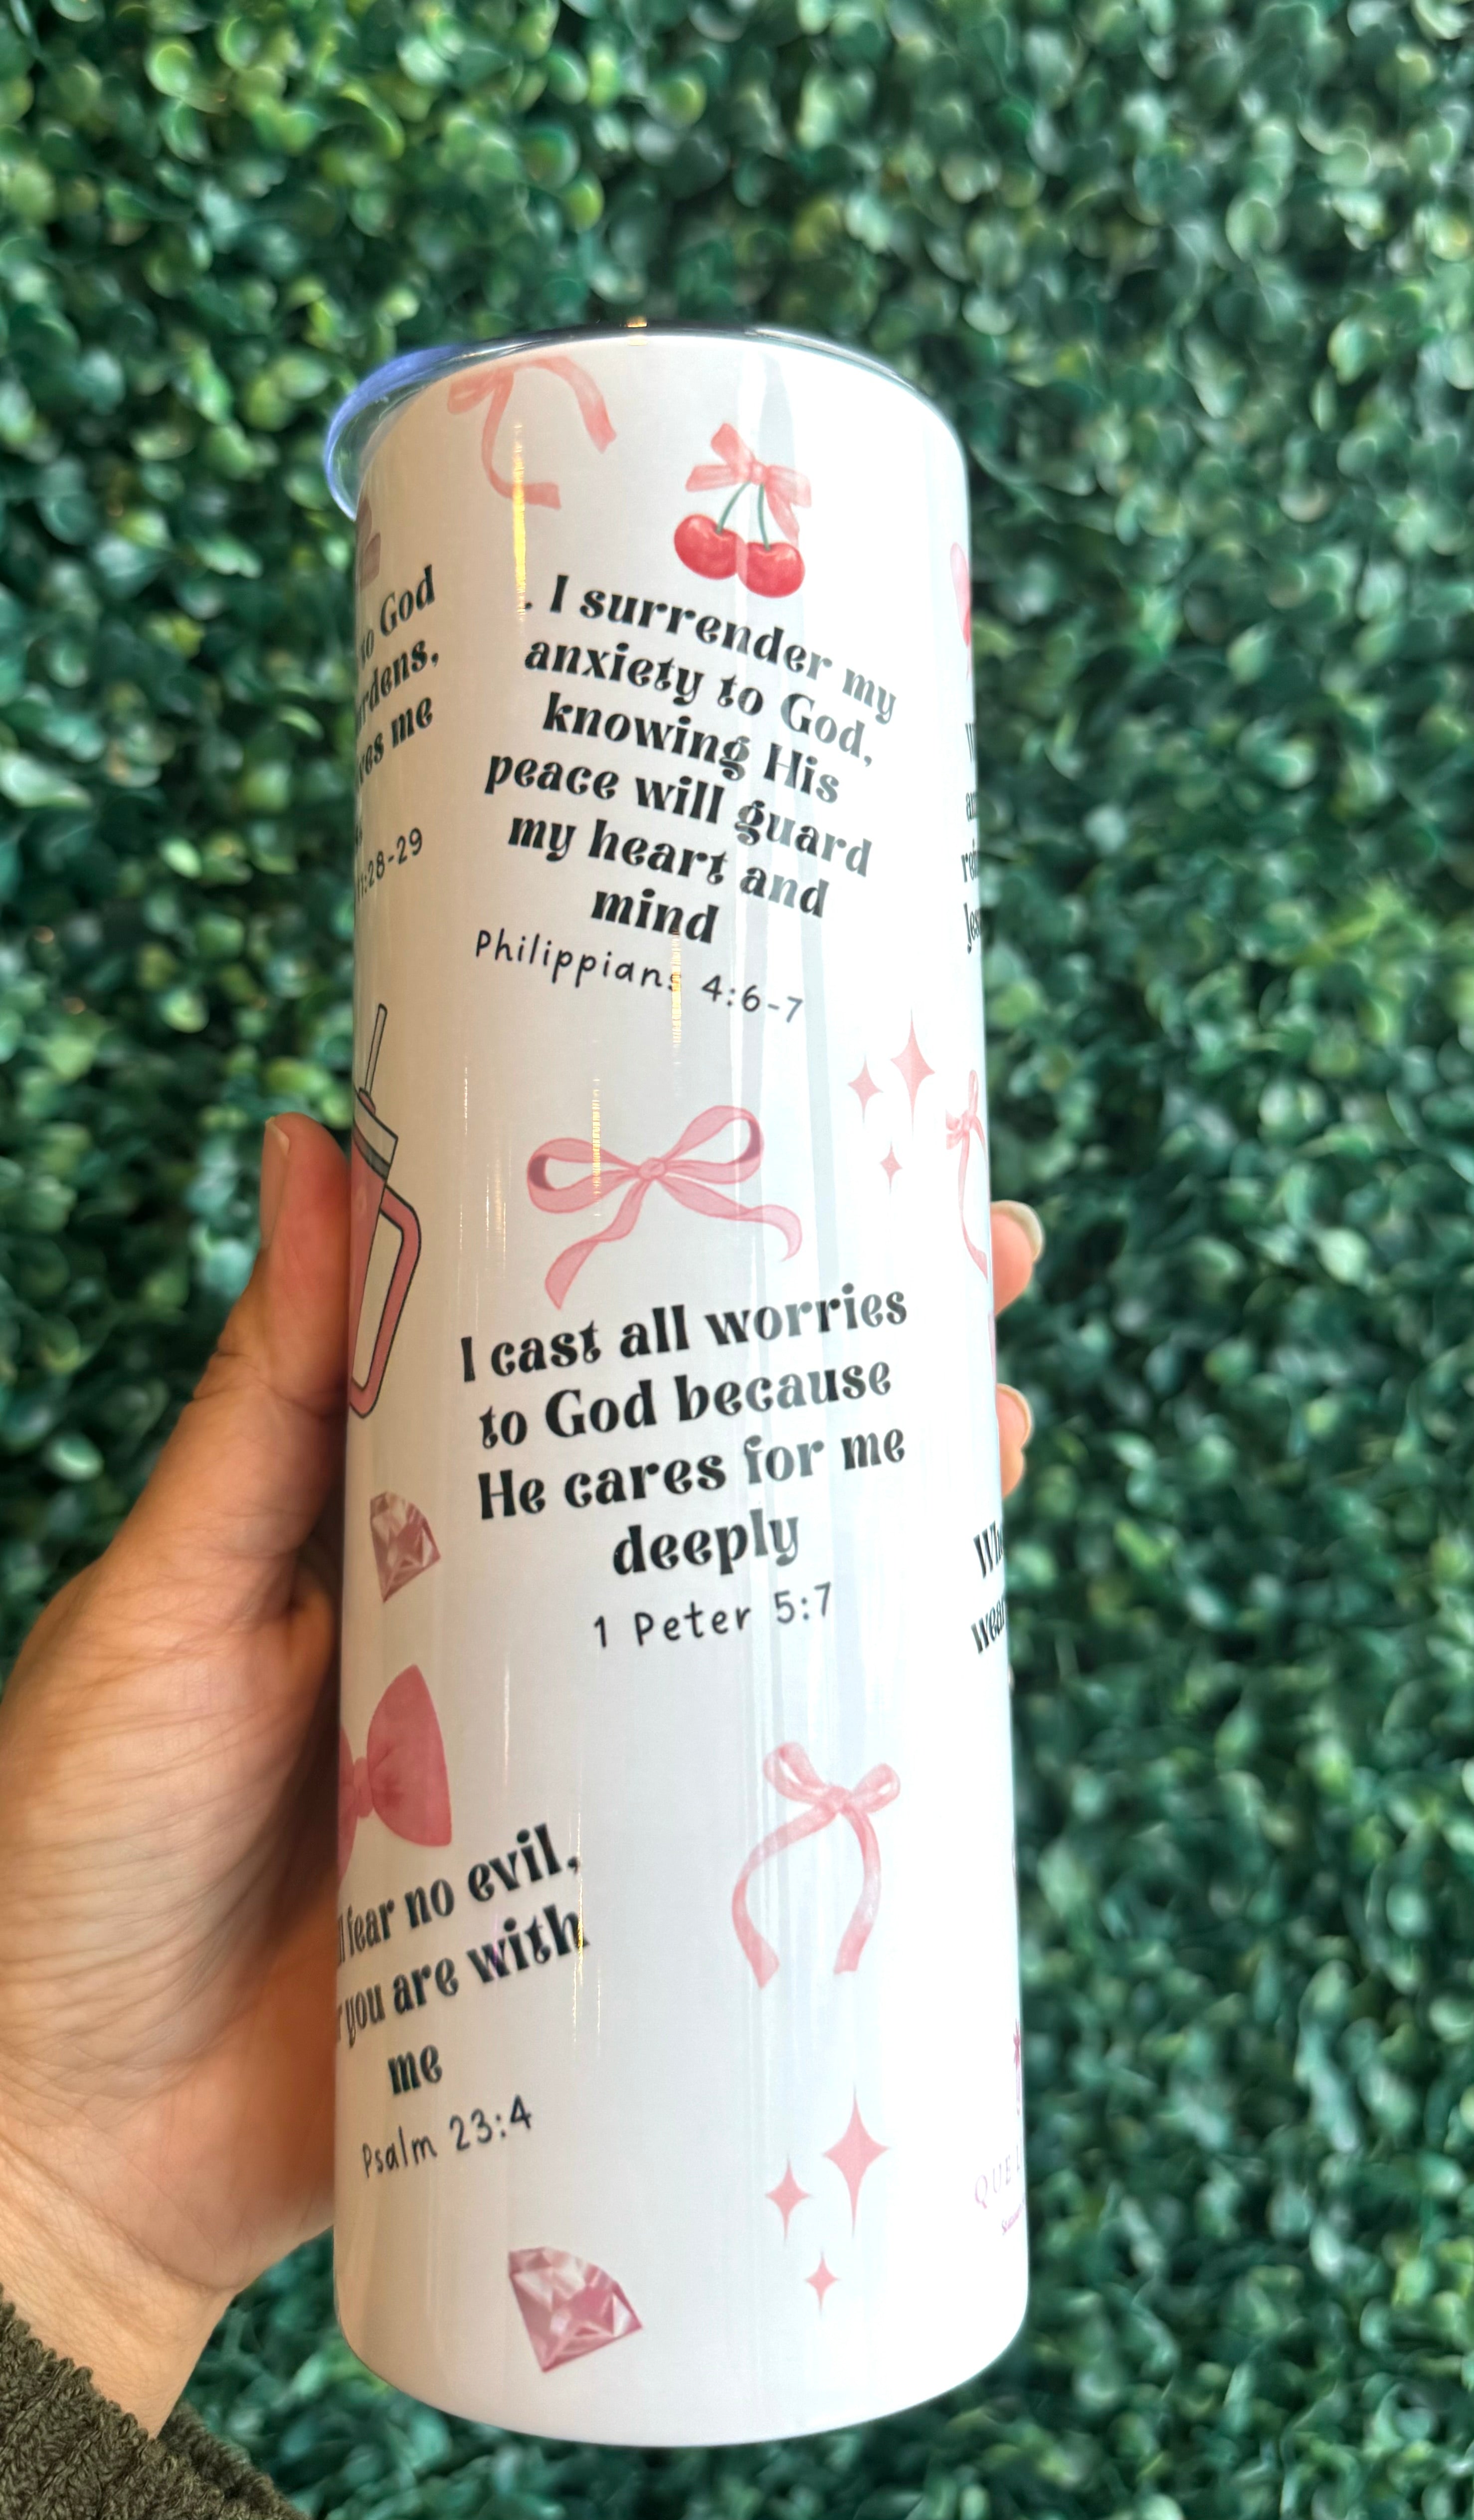 to God
me
:28-29
. I surrender my
anxiety to God,
knowing His
peace will guard
my heart and
mind
Philippians 4:6-7
I cast all worries
to God because
He cares for me
deeply
1 Peter 5:7
fear no evil,
you are with
me
Psalm 23:4